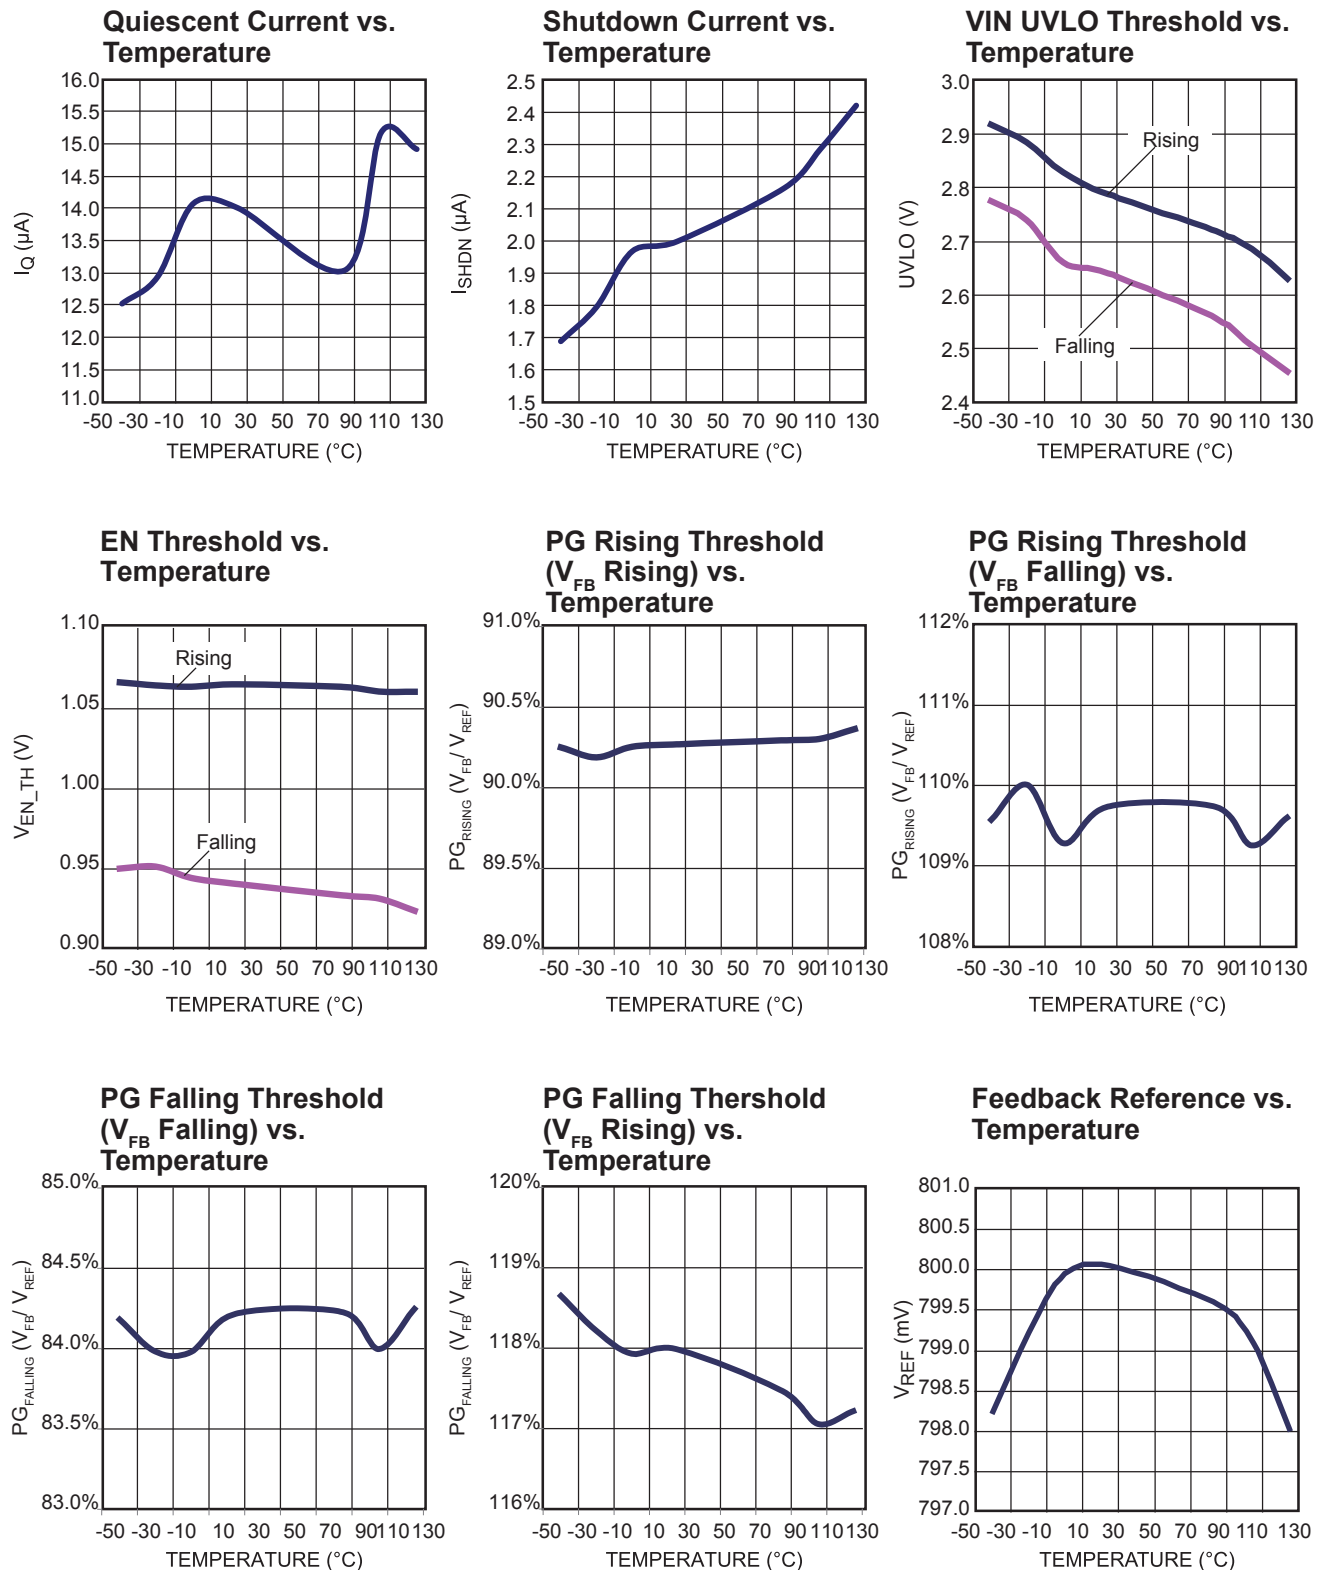 Quiescent Current vs.
Temperature
16.0
15.5
15.0
14.5
14.0
13.5
13.0
12.5
12.0
11.5
11.0
IQ (µA)
-50 -30 -10 10 30 50 70 90 110 130
TEMPERATURE (°C)
Shutdown Current vs.
Temperature
2.5
2.4
2.3
2.2
2.1
2.0
1.9
1.8
1.7
1.6
1.5
ISHDN (µA)
-50 -30 -10 10 30 50 70 90 110 130
TEMPERATURE (°C)
VIN UVLO Threshold vs.
Temperature
3.0
2.9
2.8
2.7
2.6
2.5
2.4
UVLO (V)
Rising
Falling
-50 -30 -10 10 30 50 70 90 110 130
TEMPERATURE (°C)
EN Threshold vs.
Temperature
1.10
1.05
1.00
0.95
0.90
VEN_TH (V)
Rising
Falling
-50 -30 -10 10 30 50 70 90 110 130
TEMPERATURE (°C)
PG Rising Threshold
(VFB Rising) vs.
Temperature
91.0%
90.5%
90.0%
89.5%
89.0%
PGRISING (VFB/ VREF)
-50 -30 -10 10 30 50 70 90 110 130
TEMPERATURE (°C)
PG Rising Threshold
(VFB Falling) vs.
Temperature
112%
111%
110%
109%
108%
PGRISING (VFB/ VREF)
-50 -30 -10 10 30 50 70 90 110 130
TEMPERATURE (°C)
PG Falling Threshold
(VFB Falling) vs.
Temperature
85.0%
84.5%
84.0%
83.5%
83.0%
PGFALLING (VFB/ VREF)
-50 -30 -10 10 30 50 70 90 110 130
TEMPERATURE (°C)
PG Falling Thershold
(VFB Rising) vs.
Temperature
120%
119%
118%
117%
116%
PGFALLING (VFB/ VREF)
-50 -30 -10 10 30 50 70 90 110 130
TEMPERATURE (°C)
Feedback Reference vs.
Temperature
801.0
800.5
800.0
799.5
799.0
798.5
798.0
797.5
797.0
VREF (mV)
-50 -30 -10 10 30 50 70 90 110 130
TEMPERATURE (°C)